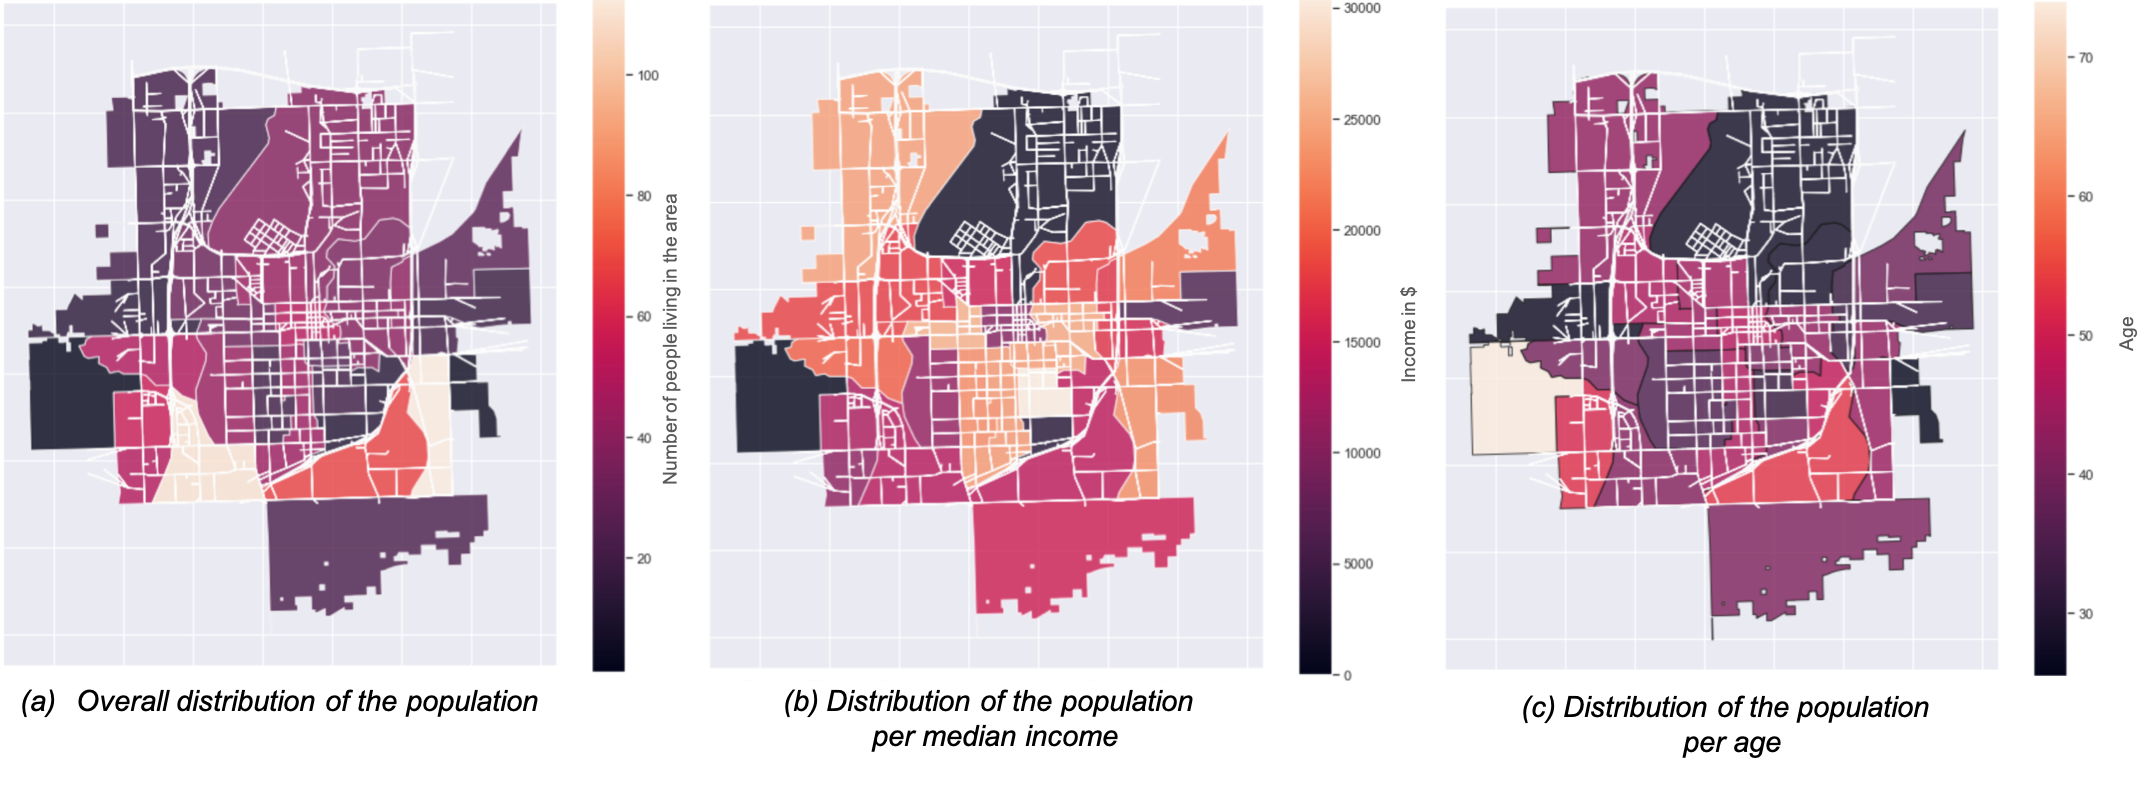 100
80
60
40
20
Number of people living in the area
(a) Overall distribution of the population
30000
25000
20000
15000
10000
5000
0
Income in $
(b) Distribution of the population
per median income
70
60
50
40
30
Age
(c) Distribution of the population
per age